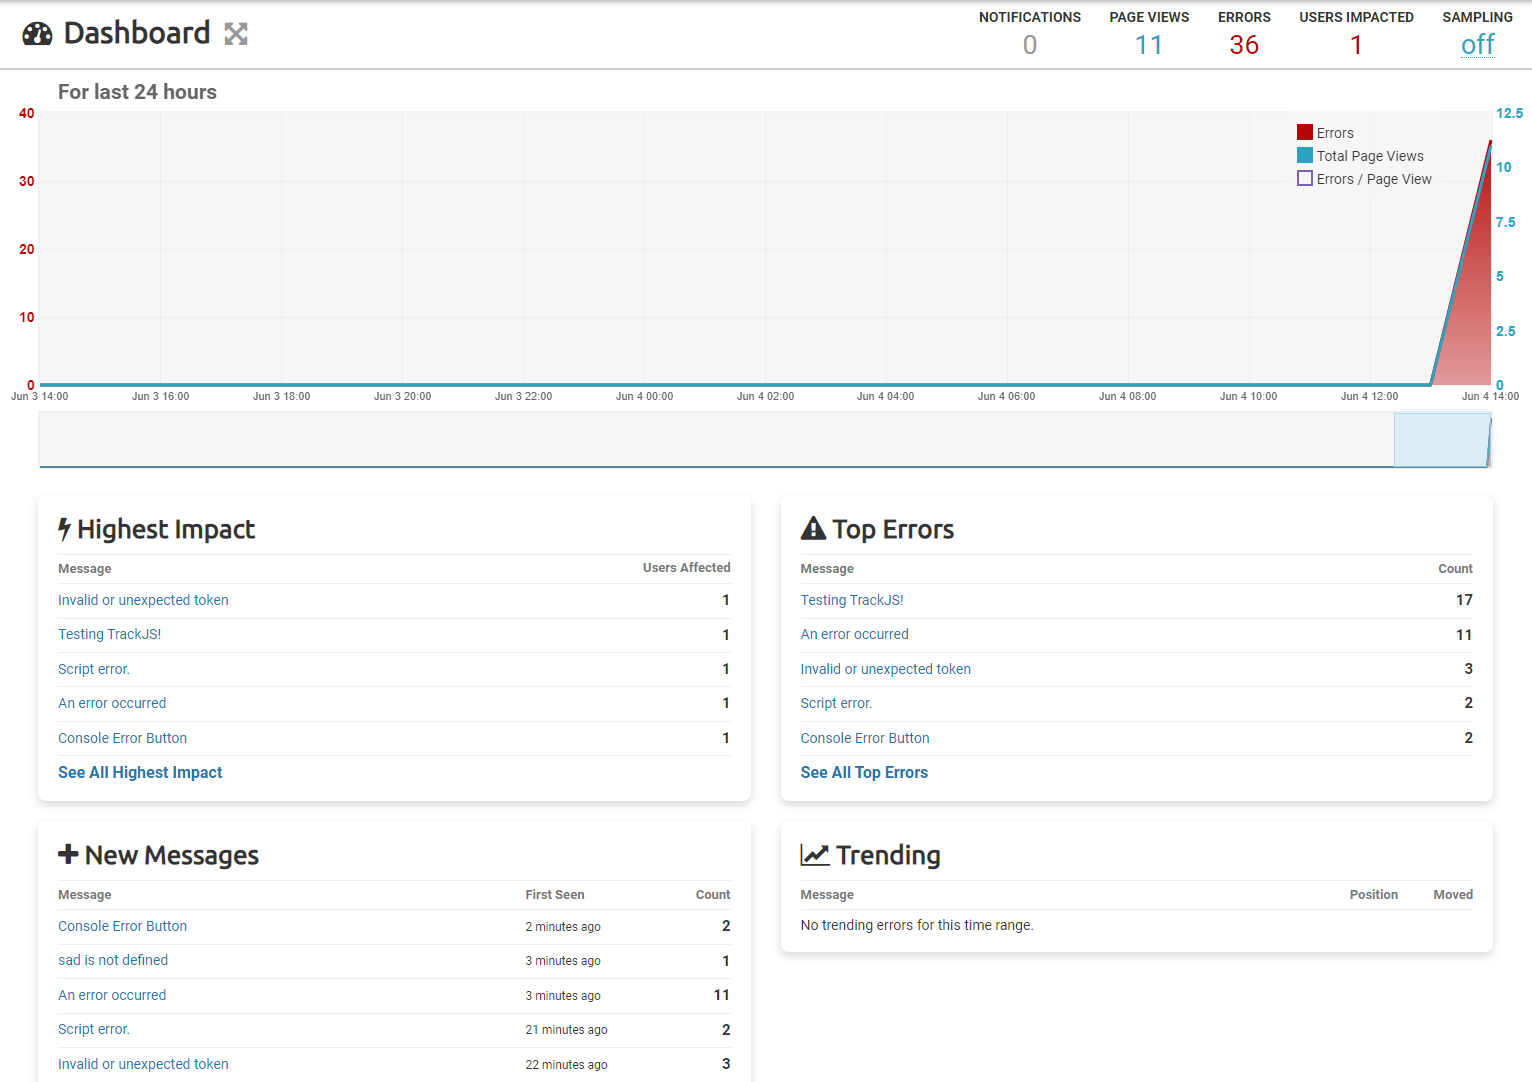 Dashboard
NOTIFICATIONS PAGE VIEWS ERRORS USERS IMPACTED SAMPLING
0 11 36 1 off
For last 24 hours
40 12.5
Errors
Total Page Views
10
30
Errors / Page View
7.5
20
5
10
2.5
0 0
Jun 3 14:00 Jun 3 16:00 Jun 3 18:00 Jun 3 20:00 Jun 3 22:00 Jun 4 00:00 Jun 4 02:00 Jun 4 04:00 Jun 4 06:00 Jun 4 08:00 Jun 4 10:00 Jun 4 12:00 Jun 4 14:00
Highest Impact
Message Users Affected
Invalid or unexpected token 1
Testing TrackJS! 1
Script error. 1
An error occurred 1
Console Error Button 1
See All Highest Impact
Top Errors
Message Count
Testing TrackJS! 17
An error occurred 11
Invalid or unexpected token 3
Script error. 2
Console Error Button 2
See All Top Errors
New Messages
Message First Seen Count
Console Error Button 2 minutes ago 2
sad is not defined 3 minutes ago 1
An error occurred 3 minutes ago 11
Script error. 21 minutes ago 2
Invalid or unexpected token 22 minutes ago 3
Trending
Message Position Moved
No trending errors for this time range.